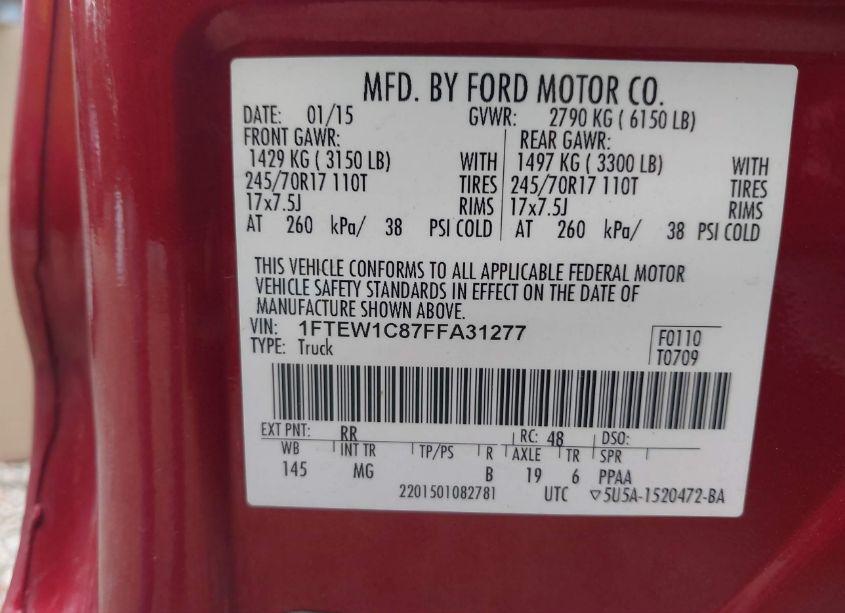 MFD. BY FORD MOTOR CO.
DATE: 01/15 GVWR: 2790 KG ( 6150 LB)
FRONT GAWR: REAR GAWR:
1429 KG ( 3150 LB) WITH 1497 KG ( 3300 LB) WITH
245/70R17 110T TIRES 245/70R17 110T TIRES
17x7.5J RIMS 17x7.5J RIMS
AT 260 kPa/ 38 PSI COLD AT 260 kPa/ 38 PSI COLD
THIS VEHICLE CONFORMS TO ALL APPLICABLE FEDERAL MOTOR
VEHICLE SAFETY STANDARDS IN EFFECT ON THE DATE OF
MANUFACTURE SHOWN ABOVE.
VIN: 1FTEW1C87FFA31277 F0110
TYPE: Truck T0709
EXT PNT: RR RC: 48 DSO:
WB INT TR TP/PS R AXLE TR SPR
145 MG B 19 6 PPAA
2201501082781 UTC ▽5U5A-1520472-BA